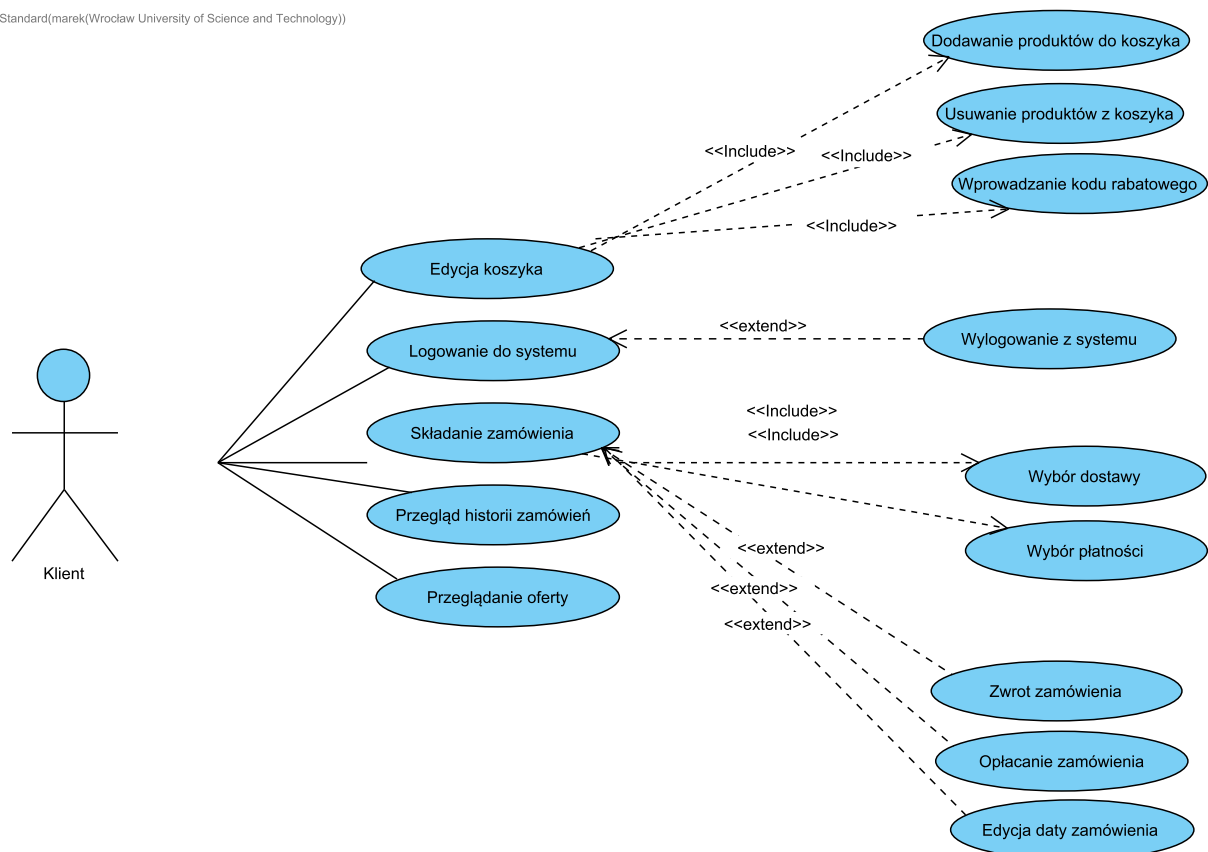 Standard(marek(Wrocław University of Science and Technology))
Dodawanie produktów do koszyka
Usuwanie produktów z koszyka
<<Include>>
<<Include>>
Wprowadzanie kodu rabatowego
<<Include>>
Edycja koszyka
<<extend>>
Wylogowanie z systemu
Logowanie do systemu
<<Include>>
<<Include>>
Składanie zamówienia
Wybór dostawy
Przegląd historii zamówień
<<extend>>
Wybór płatności
Klient
<<extend>>
Przeglądanie oferty
<<extend>>
Zwrot zamówienia
Opłacanie zamówienia
Edycja daty zamówienia